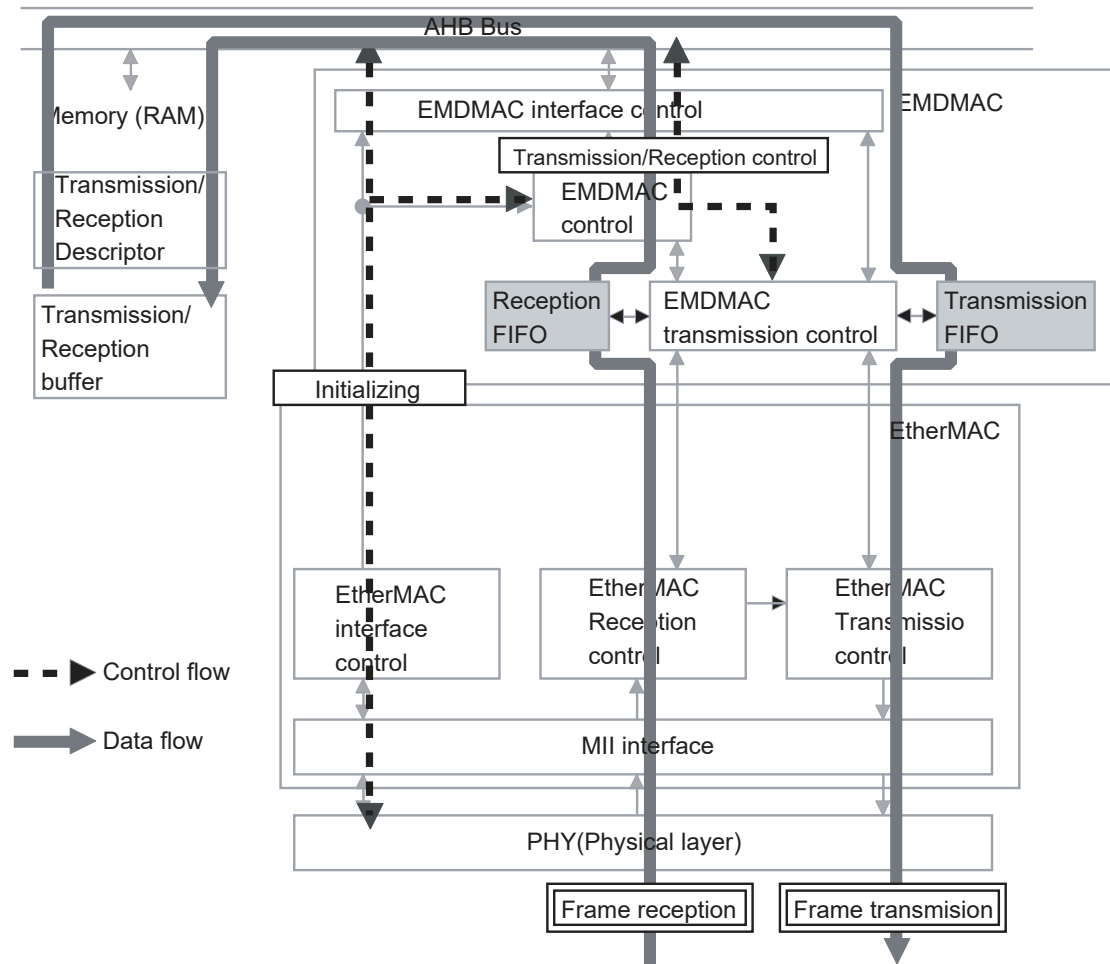 AHB Bus
Memory (RAM)
EMDMAC
EMDMAC interface control
Transmission/Reception control
Transmission/
Reception
Descriptor
EMDMAC
control
Transmission/
Reception
buffer
Reception
FIFO
EMDMAC
transmission control
Transmission
FIFO
Initializing
EtherMAC
EtherMAC
interface
control
EtherMAC
Reception
control
EtherMAC
Transmissio
control
Control flow
Data flow
MII interface
PHY(Physical layer)
Frame reception
Frame transmision